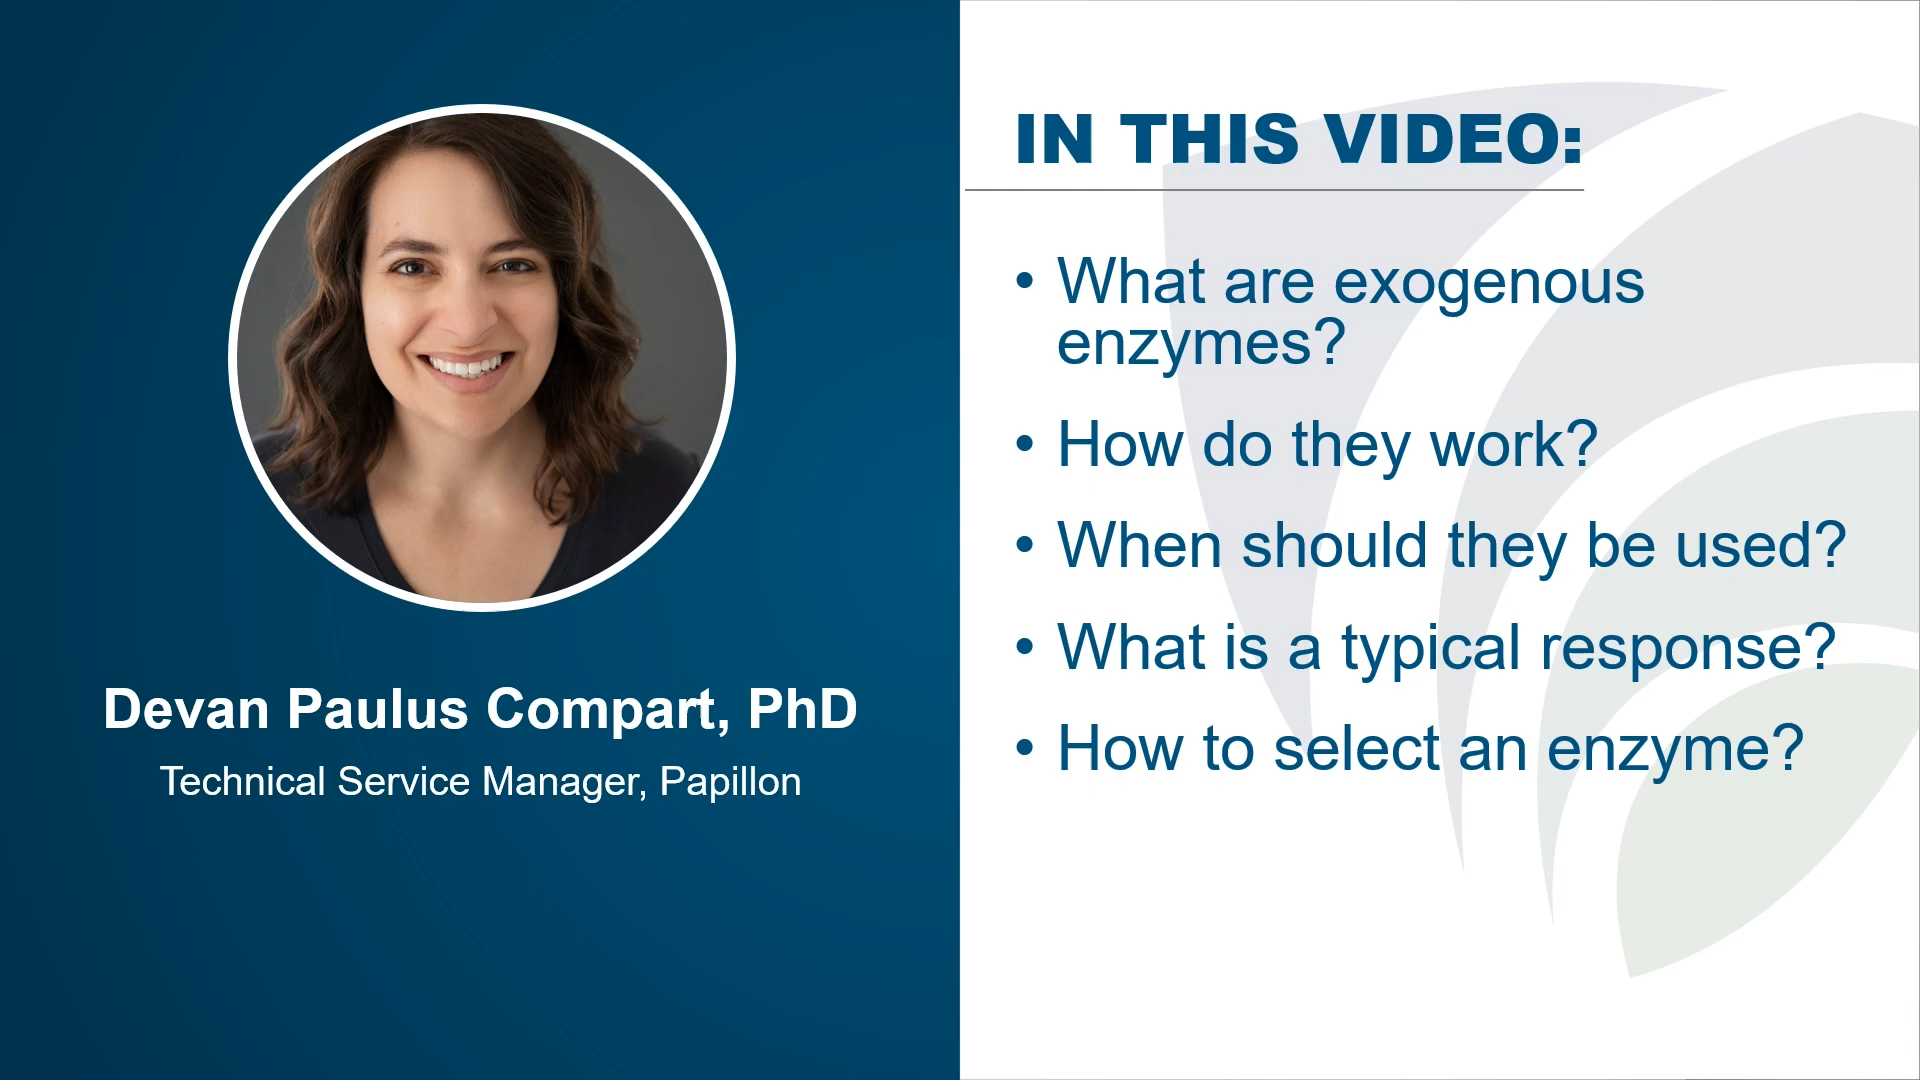 Devan Paulus Compart, PhD
Technical Service Manager, Papillon
IN THIS VIDEO:
• What are exogenous
enzymes?
• How do they work?
• When should they be used?
• What is a typical response?
• How to select an enzyme?